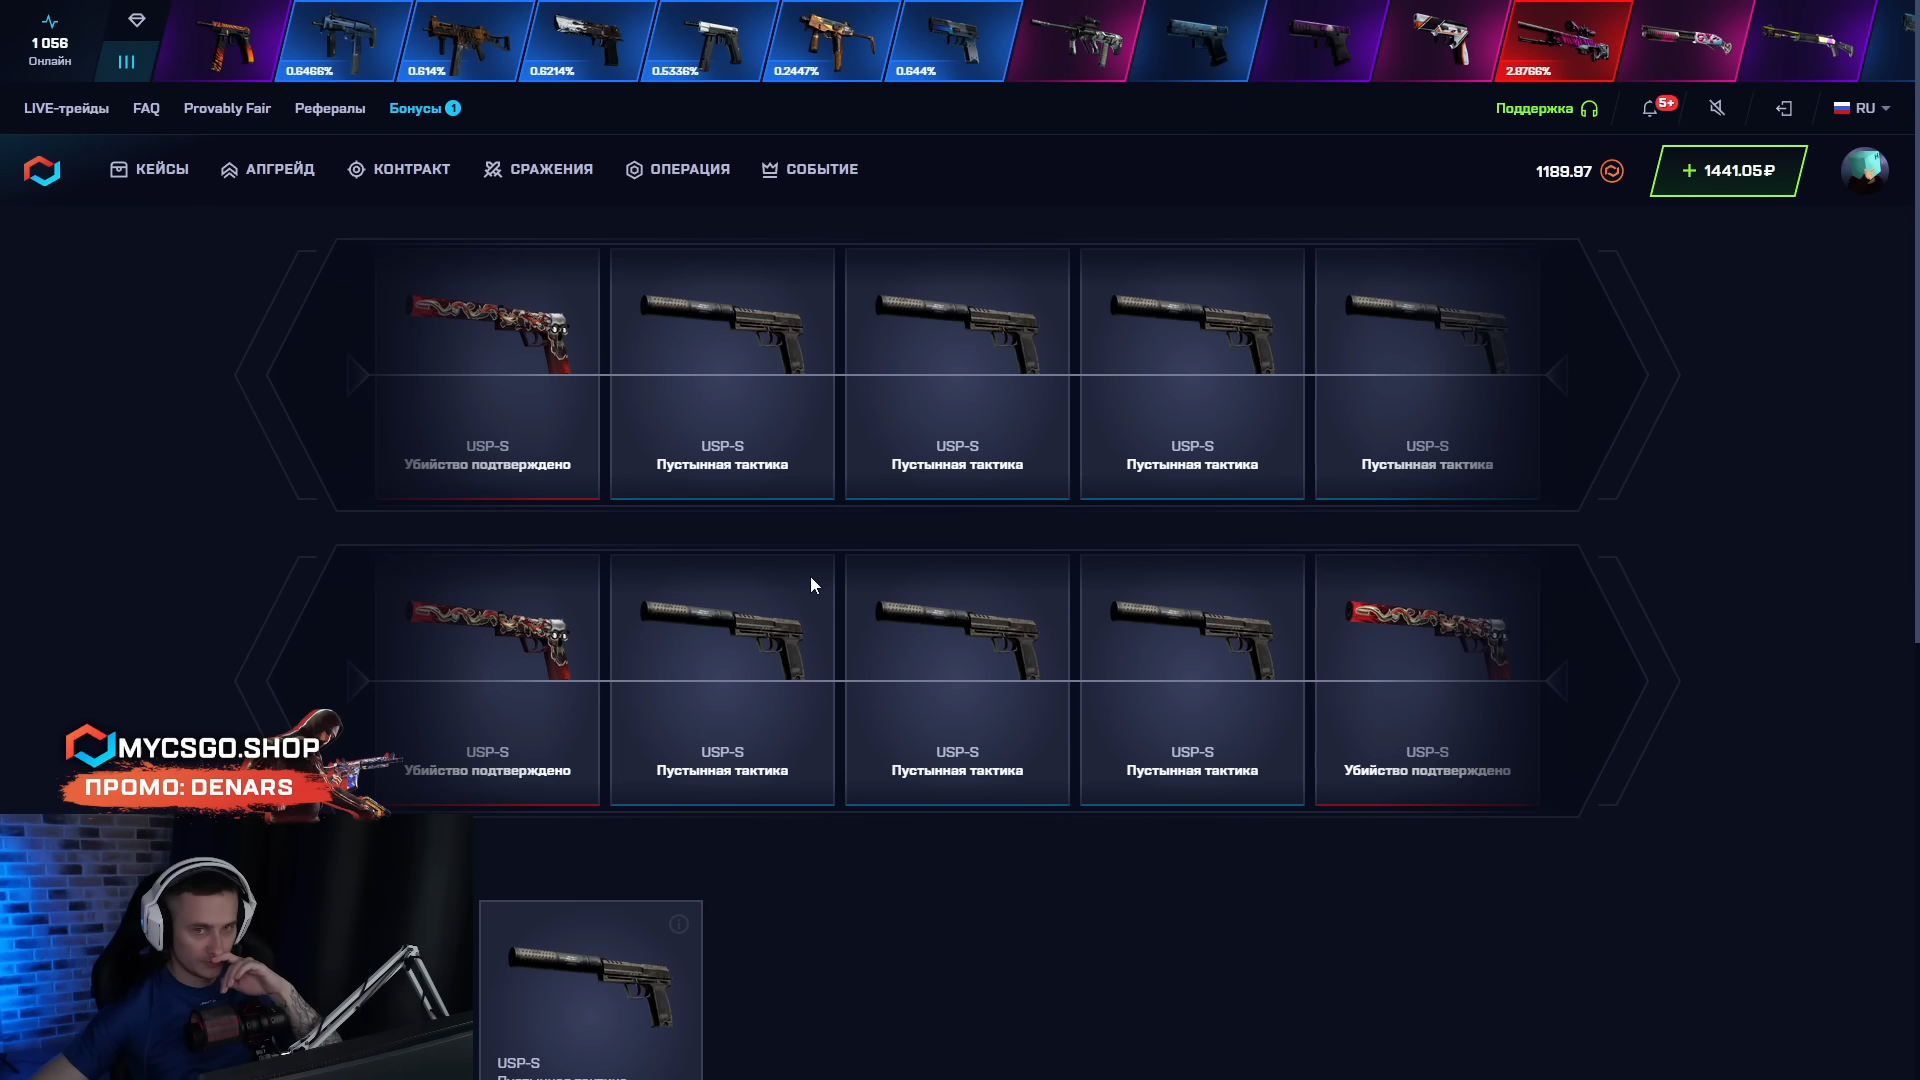 1 056
Онлайн
0.6466%
0.614%
0.6214%
0.5336%
0.2447%
0.644%
2.8766%
LIVE-трейды
FAQ
Provably Fair
Рефералы
Бонусы 1
Поддержка
5+
RU
КЕЙСЫ
АПГРЕЙД
КОНТРАКТ
СРАЖЕНИЯ
ОПЕРАЦИЯ
СОБЫТИЕ
1189.97
+ 1441.05₽
USP-S
Убийство подтверждено
USP-S
Пустынная тактика
USP-S
Пустынная тактика
USP-S
Пустынная тактика
USP-S
Пустынная тактика
USP-S
Убийство подтверждено
USP-S
Пустынная тактика
USP-S
Пустынная тактика
USP-S
Пустынная тактика
USP-S
Убийство подтверждено
MYCSGO.SHOP
ПРОМО: DENARS
USP-S